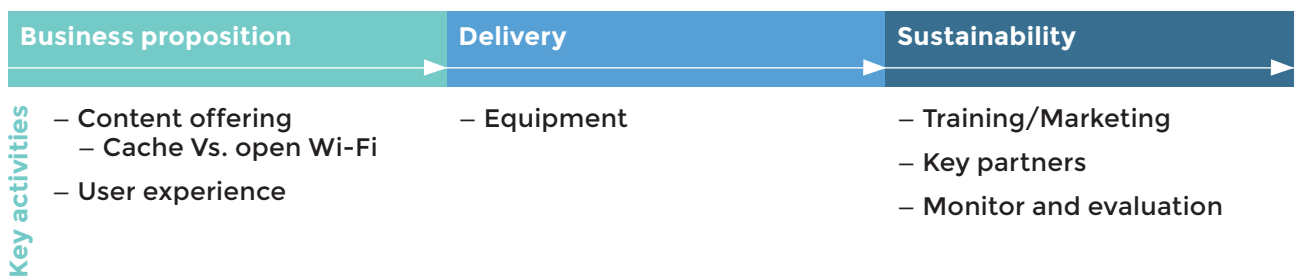 Business proposition
Delivery
Sustainability
Key activities
– Content offering
– Cache Vs. open Wi-Fi
– User experience
– Equipment
– Training/Marketing
– Key partners
– Monitor and evaluation